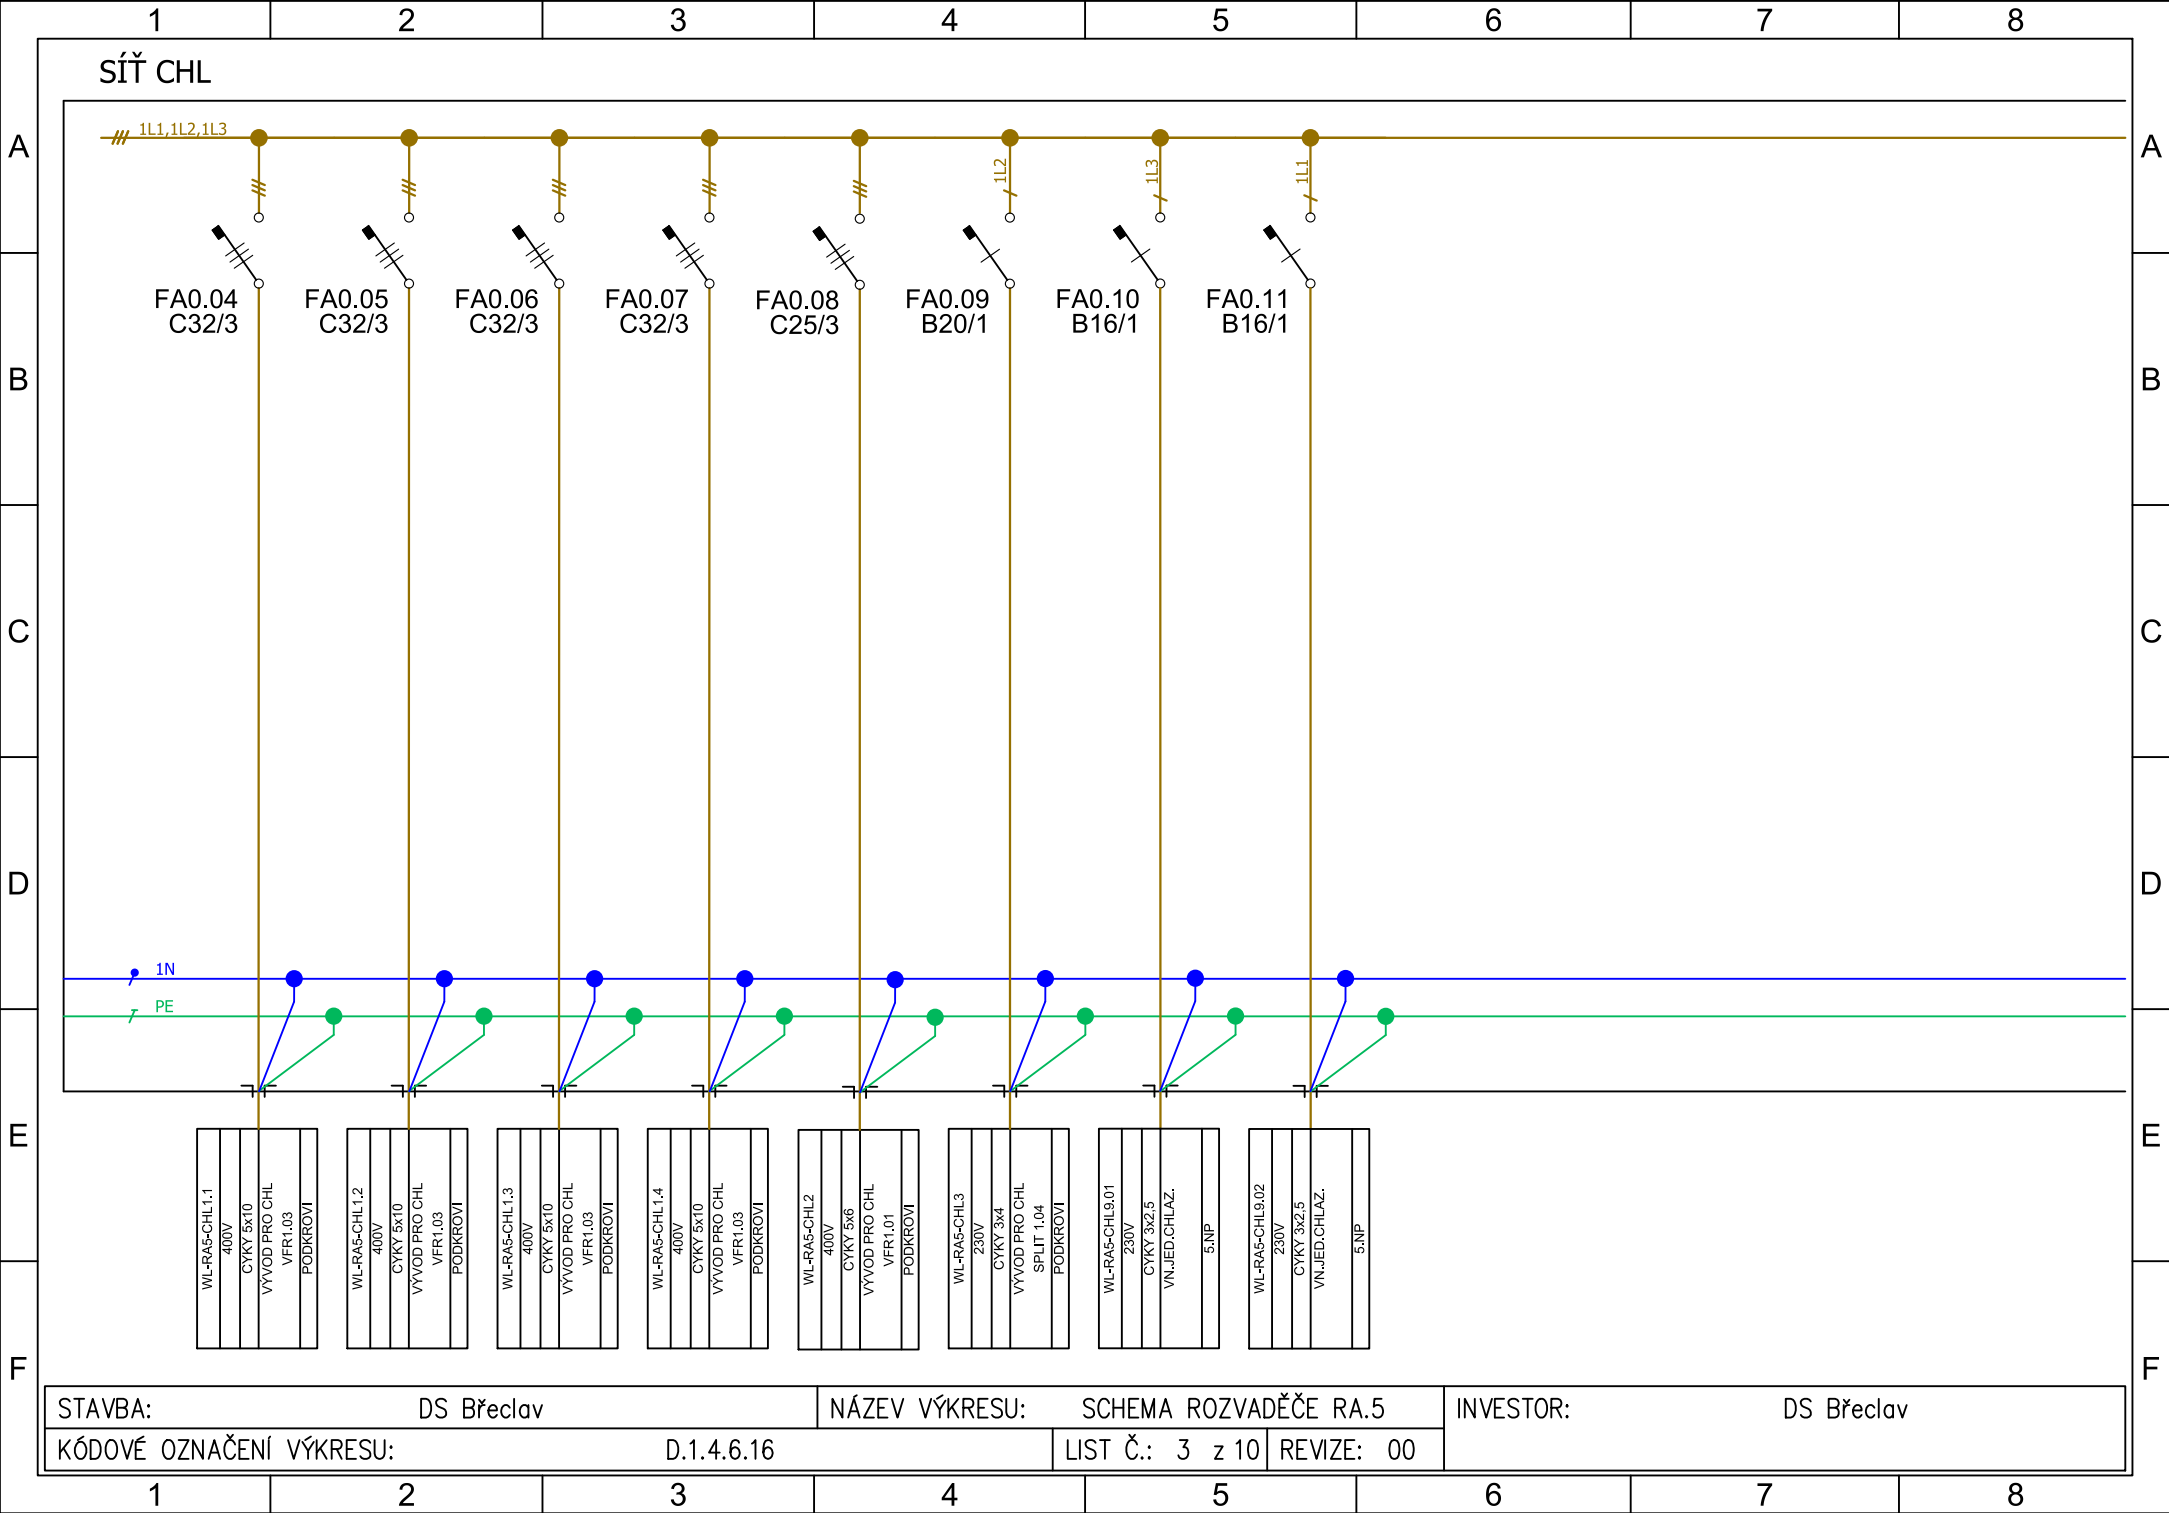 1 2 3 4 5 6 7 8
SÍŤ CHL
A A
1L1,1L2,1L3
1L2
1L3
1L1
FA0.04
C32/3
FA0.05
C32/3
FA0.06
C32/3
FA0.07
C32/3
FA0.08
C25/3
FA0.09
B20/1
FA0.10
B16/1
FA0.11
B16/1
B B
C C
D D
1N
PE
E E
WL-RA5-CHL1.1
400V
CYKY 5x10
VÝVOD PRO CHL
VFR1.03
PODKROVI
WL-RA5-CHL1.2
400V
CYKY 5x10
VÝVOD PRO CHL
VFR1.03
PODKROVI
WL-RA5-CHL1.3
400V
CYKY 5x10
VÝVOD PRO CHL
VFR1.03
PODKROVI
WL-RA5-CHL1.4
400V
CYKY 5x10
VÝVOD PRO CHL
VFR1.03
PODKROVI
WL-RA5-CHL2
400V
CYKY 5x6
VÝVOD PRO CHL
VFR1.01
PODKROVI
WL-RA5-CHL3
230V
CYKY 3x4
VÝVOD PRO CHL
SPLIT 1.04
PODKROVI
WL-RA5-CHL9.01
230V
CYKY 3x2,5
VN.JED.CHLAZ.
5.NP
WL-RA5-CHL9.02
230V
CYKY 3x2,5
VN.JED.CHLAZ.
5.NP
F F
STAVBA: DS Břeclav
NÁZEV VÝKRESU: SCHEMA ROZVADĚČE RA.5
INVESTOR: DS Břeclav
KÓDOVÉ OZNAČENÍ VÝKRESU: D.1.4.6.16
LIST Č.: 3 z 10
REVIZE: 00
1 2 3 4 5 6 7 8